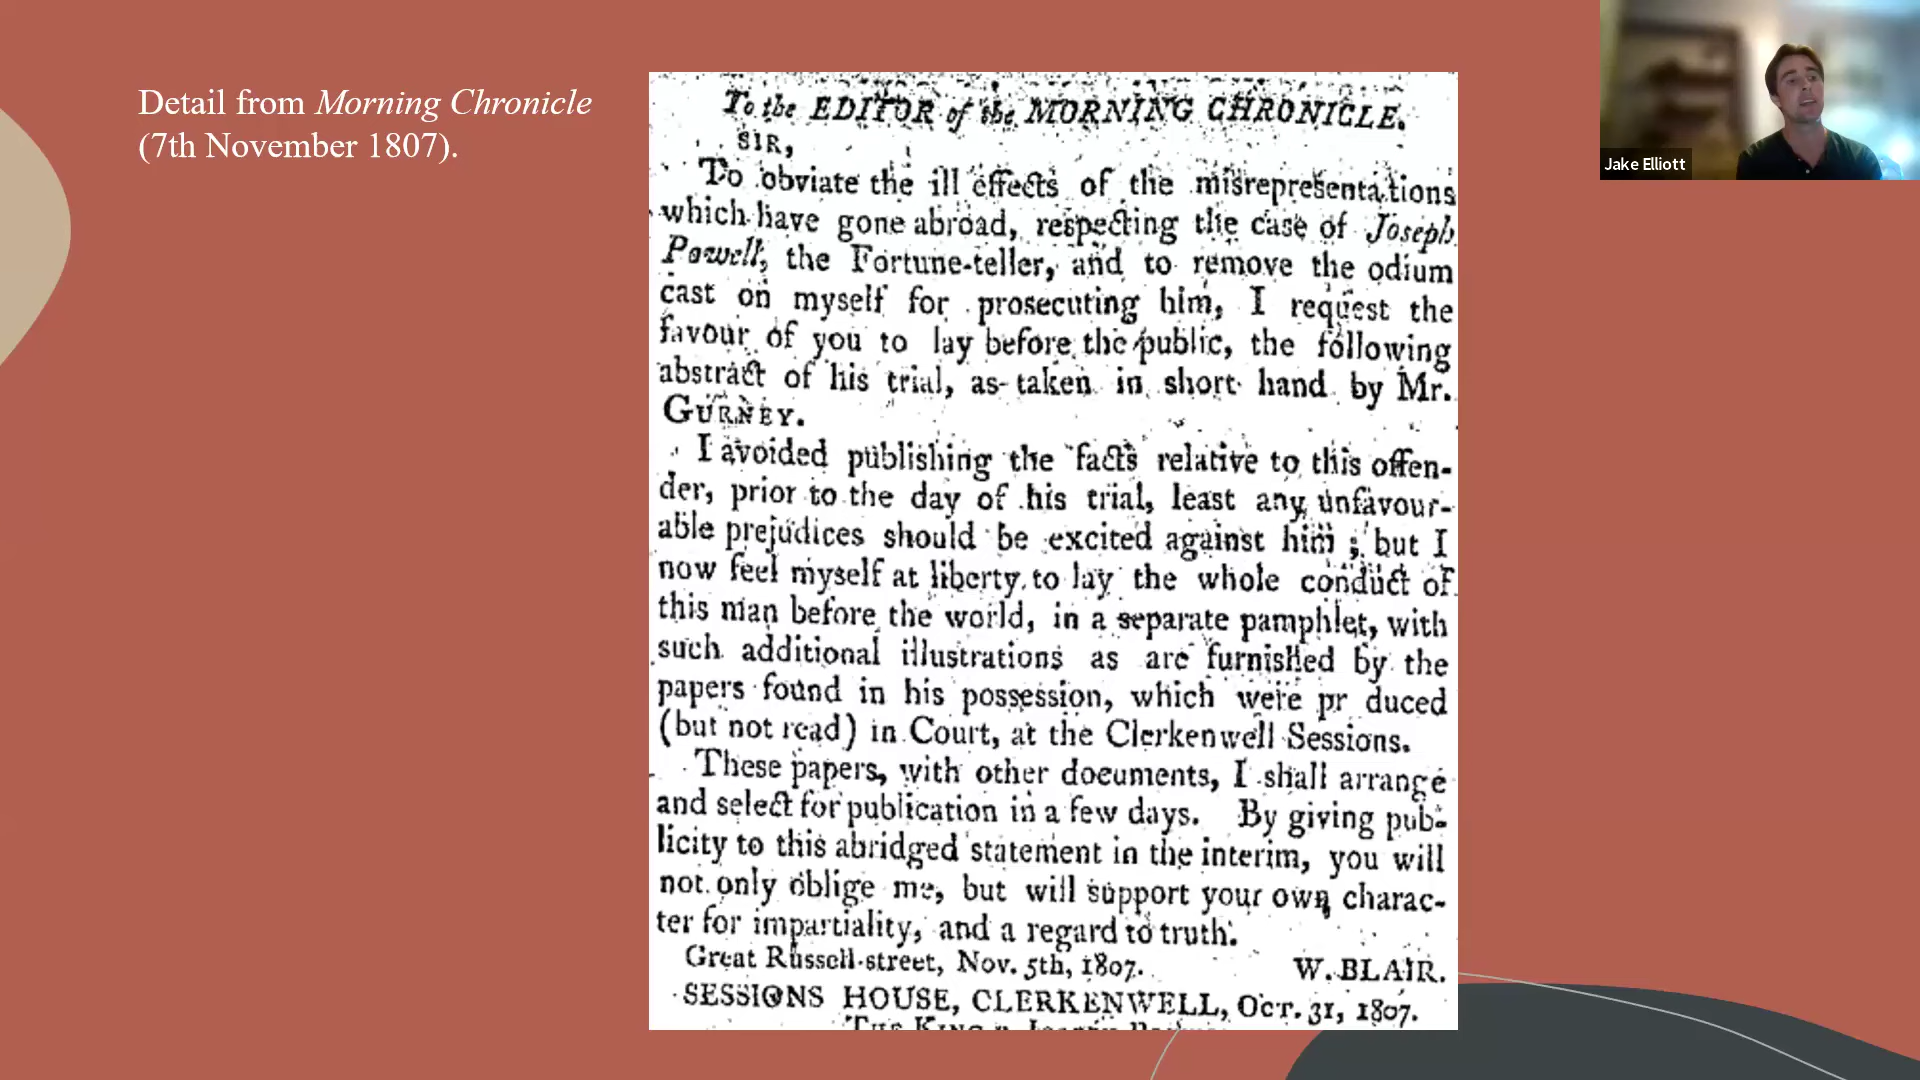 Detail from Morning Chronicle
(7th November 1807).
Jake Elliott
To the EDITOR of the MORNING CHRONICLE.
SIR,
To obviate the ill effects of the misrepresentations
which have gone abroad, respecting the case of Joseph
Powell, the Fortune-teller, and to remove the odium
cast on myself for prosecuting him, I request the
favour of you to lay before the public, the following
abstract of his trial, as taken in short hand by Mr.
GURNEY.
I avoided publishing the facts relative to this offen-
der, prior to the day of his trial, least any unfavour-
able prejudices should be excited against him; but I
now feel myself at liberty to lay the whole conduct of
this man before the world, in a separate pamphlet, with
such additional illustrations as are furnished by the
papers found in his possession, which were pr duced
(but not read) in Court, at the Clerkenwell Sessions.
These papers, with other documents, I shall arrange
and select for publication in a few days. By giving pub-
licity to this abridged statement in the interim, you will
not only oblige me, but will support your own charac-
ter for impartiality, and a regard to truth.
Great Russell-street, Nov. 5th, 1807. W. BLAIR.
SESSIONS HOUSE, CLERKENWELL, Oct. 31, 1807.